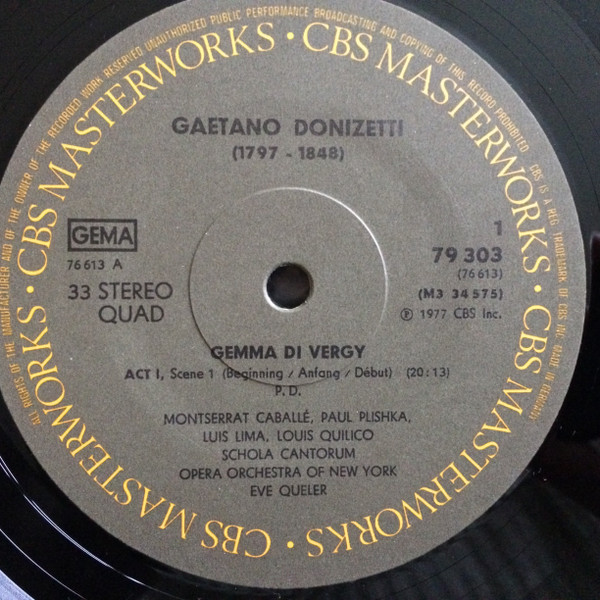 ALL RIGHTS OF THE MANUFACTURER AND OF THE OWNER OF THE RECORDED WORK RESERVED UNAUTHORIZED PUBLIC PERFORMANCE BROADCASTING AND COPYING OF THIS RECORD PROHIBITED CBS IS A REG. TRADEMARK OF CBS INC. MADE IN GERMANY
CBS MASTERWORKS · CBS MASTERWORKS · CBS MASTERWORKS · CBS MASTERWORKS ·
GAETANO DONIZETTI
(1797 - 1848)
GEMA
76613 A
33 STEREO
QUAD
1
79 303
(76613)
(M3 34575)
℗ 1977 CBS Inc.
GEMMA DI VERGY
ACT I, Scene 1 (Beginning / Anfang / Début) (20:13)
P. D.
MONTSERRAT CABALLÉ, PAUL PLISHKA,
LUIS LIMA, LOUIS QUILICO
SCHOLA CANTORUM
OPERA ORCHESTRA OF NEW YORK
EVE QUELER